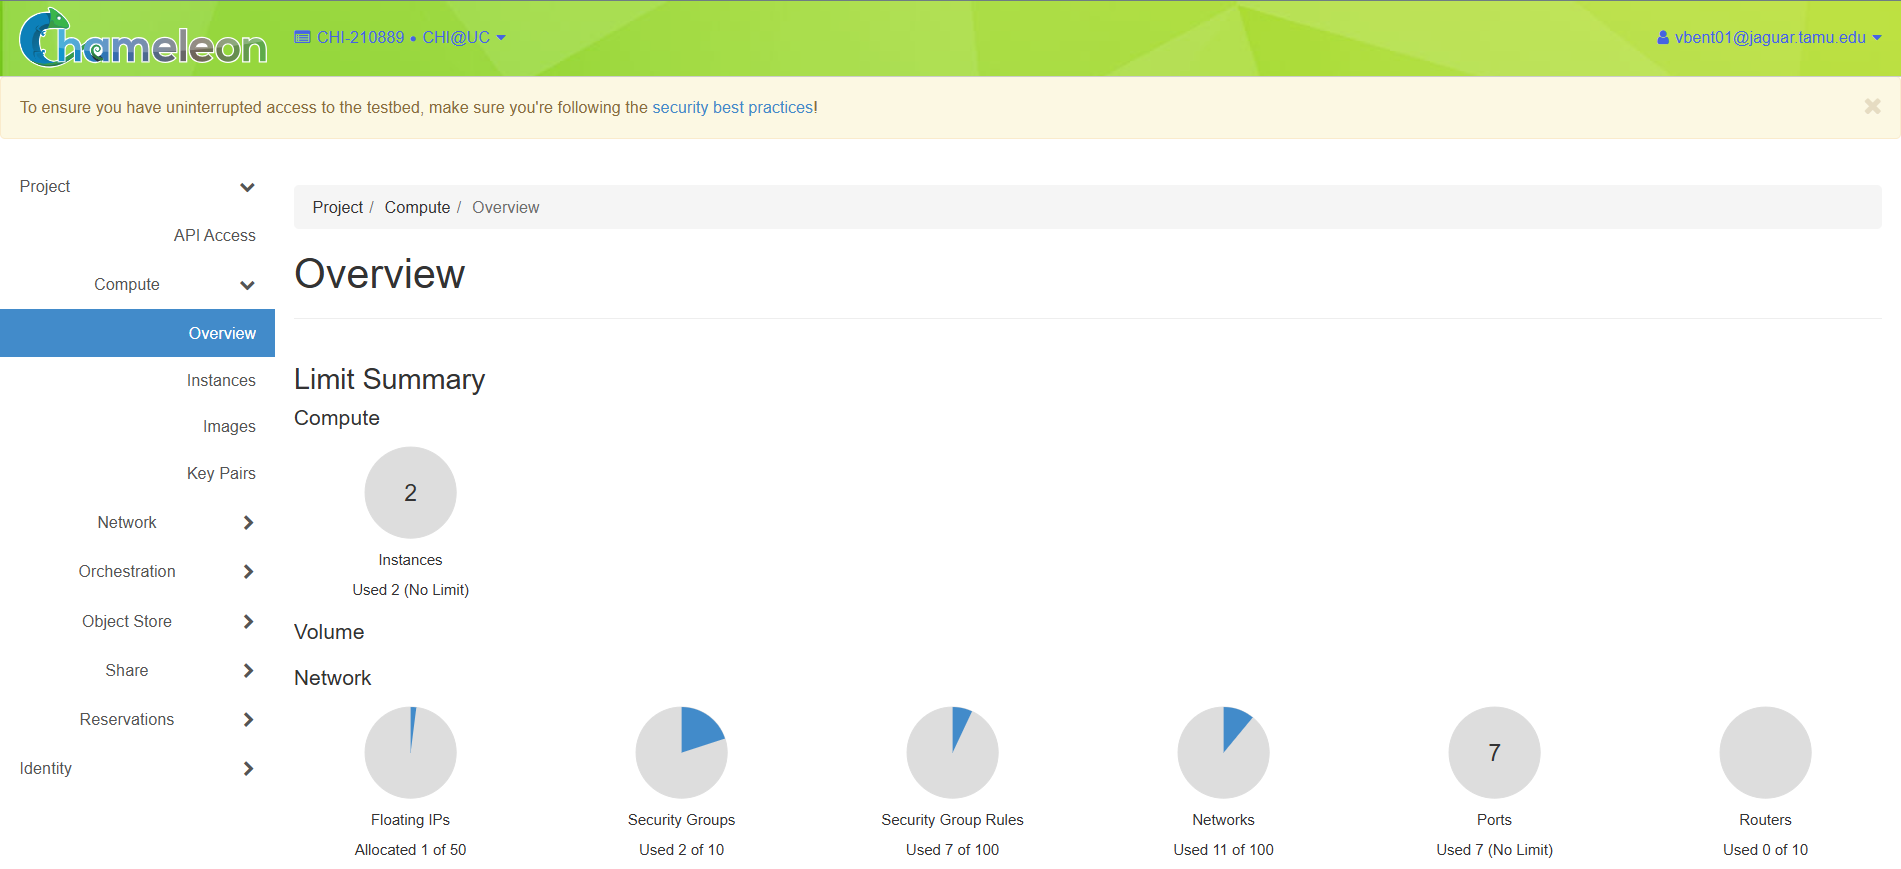 Chameleon
CHI-210889 • CHI@UC
vbent01@jaguar.tamu.edu
To ensure you have uninterrupted access to the testbed, make sure you're following the security best practices!
Project
API Access
Compute
Overview
Instances
Images
Key Pairs
Network
Orchestration
Object Store
Share
Reservations
Identity
Project / Compute / Overview
Overview
Limit Summary
Compute
2
Instances
Used 2 (No Limit)
Volume
Network
Floating IPs
Allocated 1 of 50
Security Groups
Used 2 of 10
Security Group Rules
Used 7 of 100
Networks
Used 11 of 100
7
Ports
Used 7 (No Limit)
Routers
Used 0 of 10